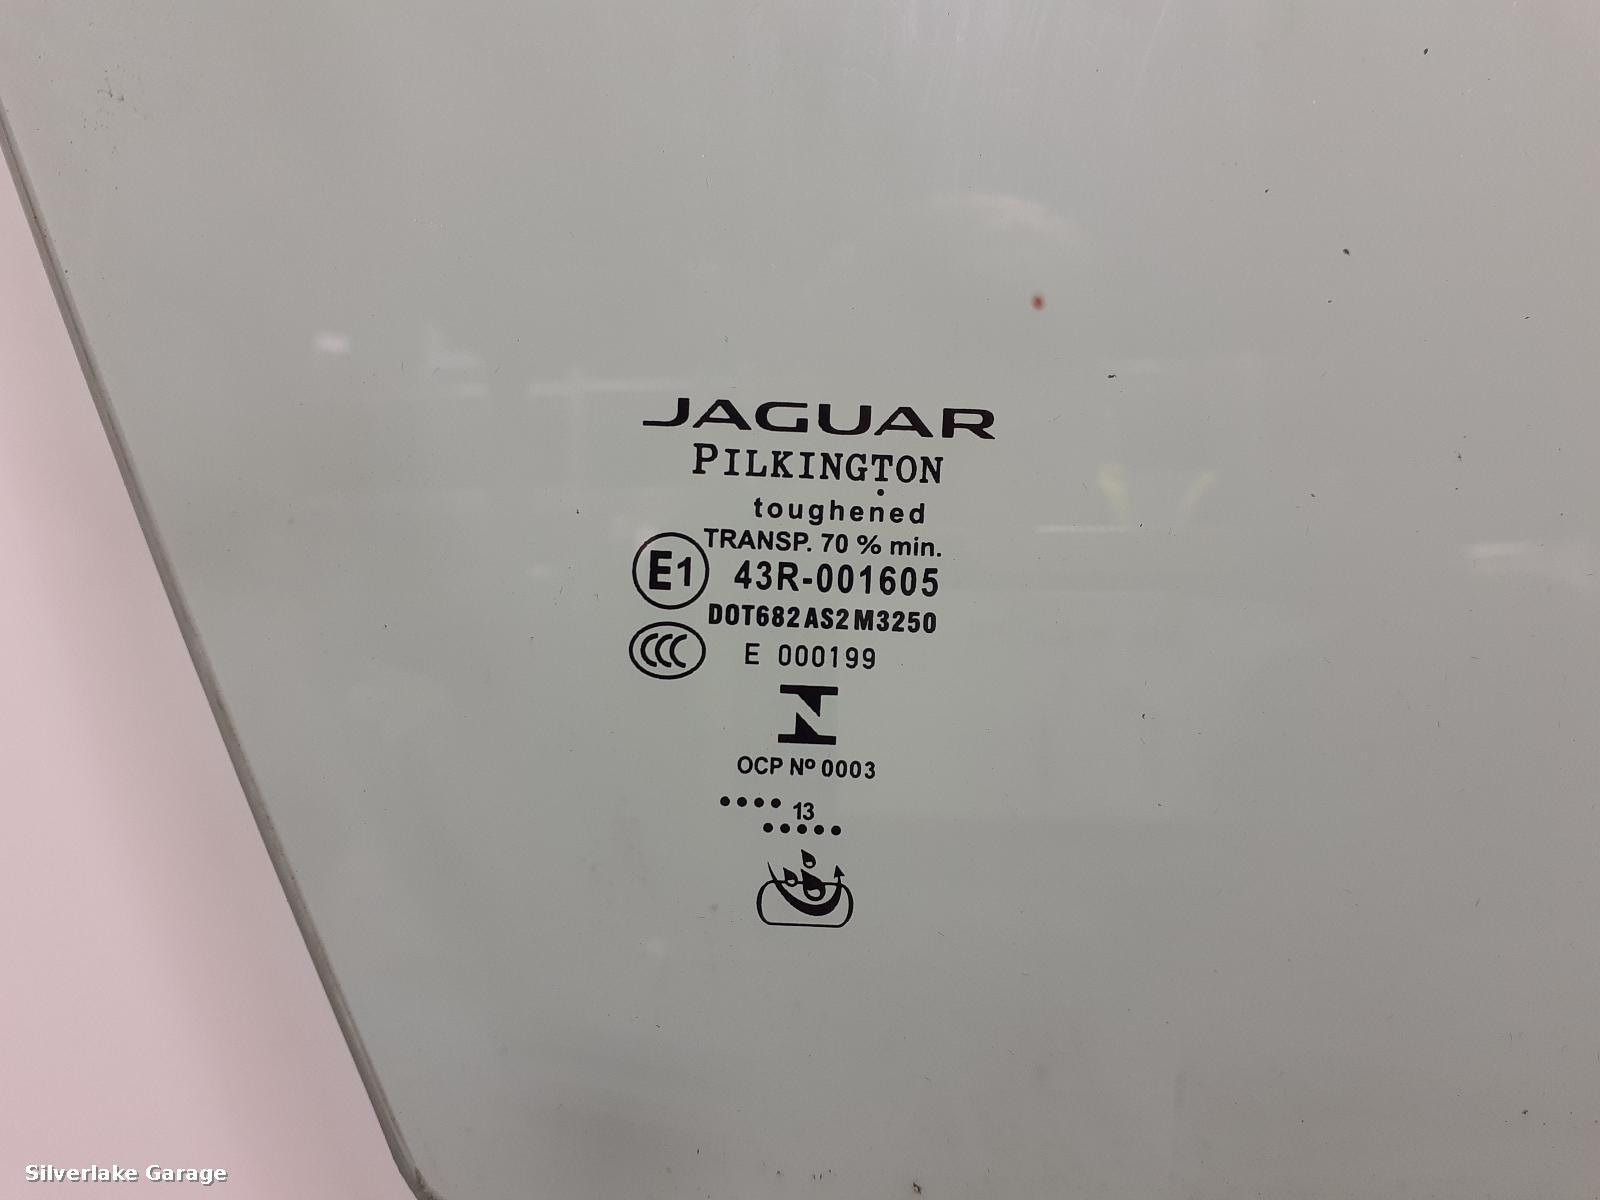 JAGUAR
PILKINGTON
toughened
TRANSP. 70 % min.
E1 43R-001605
DOT682 AS2 M3250
CCC E 000199
OCP Nº 0003
•••• 13
•••••
Silverlake Garage